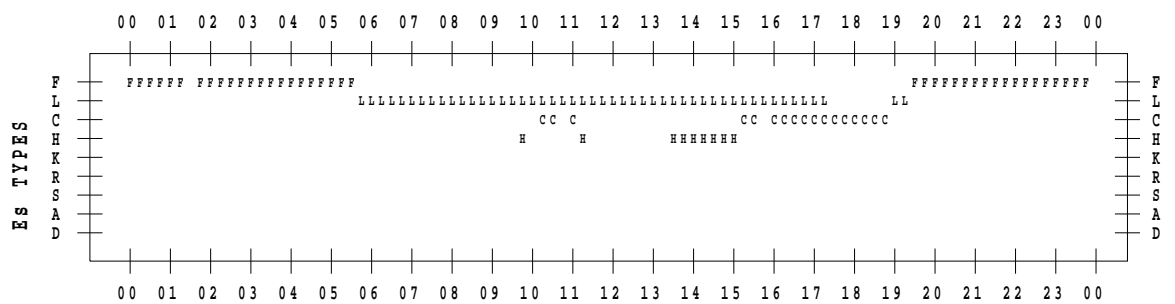 00 01 02 03 04 05 06 07 08 09 10 11 12 13 14 15 16 17 18 19 20 21 22 23 00
Es TYPES
F FFFFFF FFFFFFFFFFFFFFFF FFFFFFFFFFFFFFFFFF F
L LLLLLLLLLLLLLLLLLLLLLLLLLLLLLLLLLLLLLLLLLLLLLLL LL L
C CC C CC CCCCCCCCCCCC C
H H H HHHHHHH H
K K
R R
S S
A A
D D
00 01 02 03 04 05 06 07 08 09 10 11 12 13 14 15 16 17 18 19 20 21 22 23 00